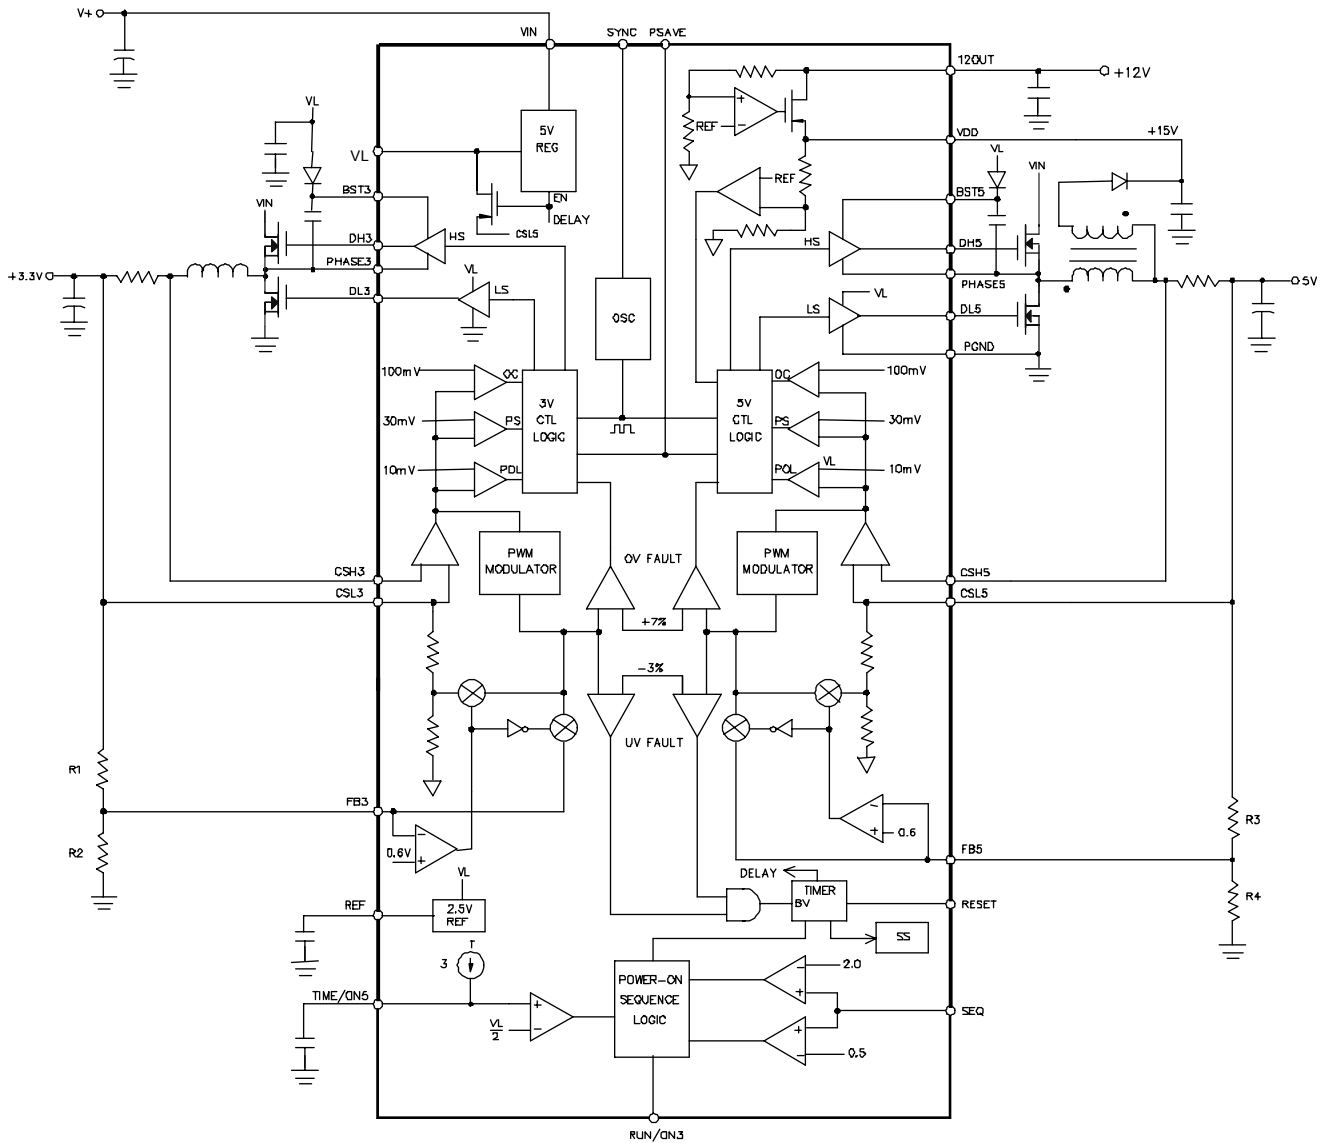 V+
VIN
SYNC
PSAVE
12OUT
+12V
VL
5V
REG
REF
VDD
+15V
VL
VL
VIN
BST3
EN
DELAY
REF
BST5
VIN
CSL5
DH3
HS
HS
DH5
PHASE3
+3.3V
VL
PHASE5
5V
DL3
LS
VL
OSC
LS
DL5
PGND
100mV
OC
OC
100mV
3V
CTL
LOGIC
5V
CTL
LOGIC
30mV
PS
PS
30mV
10mV
POL
POL
VL
10mV
PWM
MODULATOR
OV FAULT
PWM
MODULATOR
CSH3
CSH5
CSL3
CSL5
+7%
-3%
UV FAULT
R1
FB3
-
+
0.6V
-
+
0.6
R3
R2
FB5
VL
DELAY
TIMER
BV
R4
REF
2.5V
REF
RESET
SS
3
POWER-ON
SEQUENCE
LOGIC
-
+
2.0
TIME/ON5
+
-
VL
2
SEQ
+
-
0.5
RUN/ON3